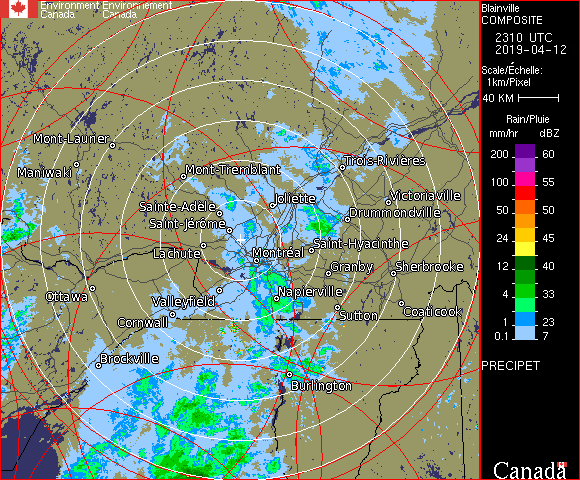 Environment Environnement
Canada Canada
Mont-Laurier
Maniwaki
Mont-Tremblant
Trois-Rivières
Joliette
Victoriaville
Sainte-Adèle
Drummondville
Saint-Jérôme
Saint-Hyacinthe
Lachute
Montréal
Granby
Sherbrooke
Ottawa
Napierville
Valleyfield
Coaticook
Sutton
Cornwall
Brockville
Burlington
Blainville
COMPOSITE
2310 UTC
2019-04-12
Scale/Échelle:
1km/Pixel
40 KM
Rain/Pluie
mm/hr dBZ
200 60
100 55
50 50
24 45
12 40
4 33
1 23
0.1 7
PRECIPET
Canada